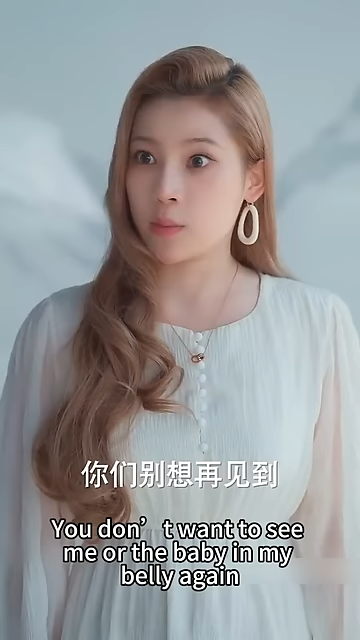 你们别想再见到
You don’t want to see
me or the baby in my
belly again